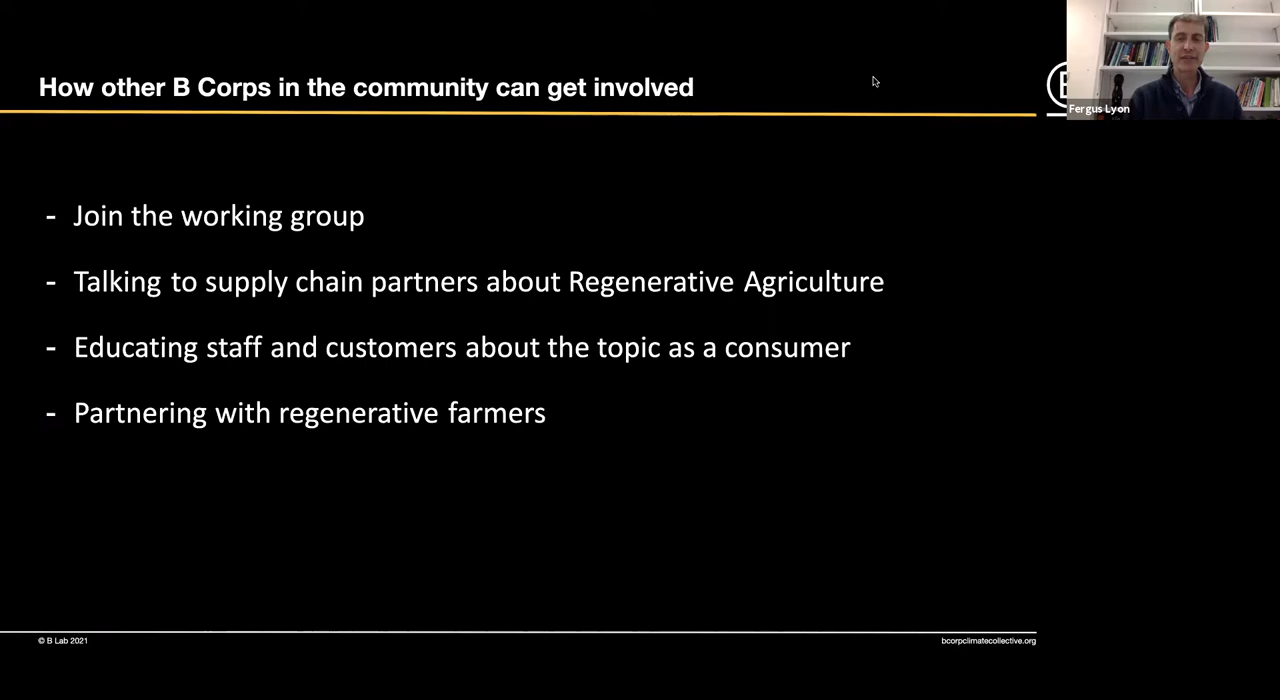 How other B Corps in the community can get involved
Fergus Lyon
- Join the working group
- Talking to supply chain partners about Regenerative Agriculture
- Educating staff and customers about the topic as a consumer
- Partnering with regenerative farmers
© B Lab 2021
bcorpclimatecollective.org